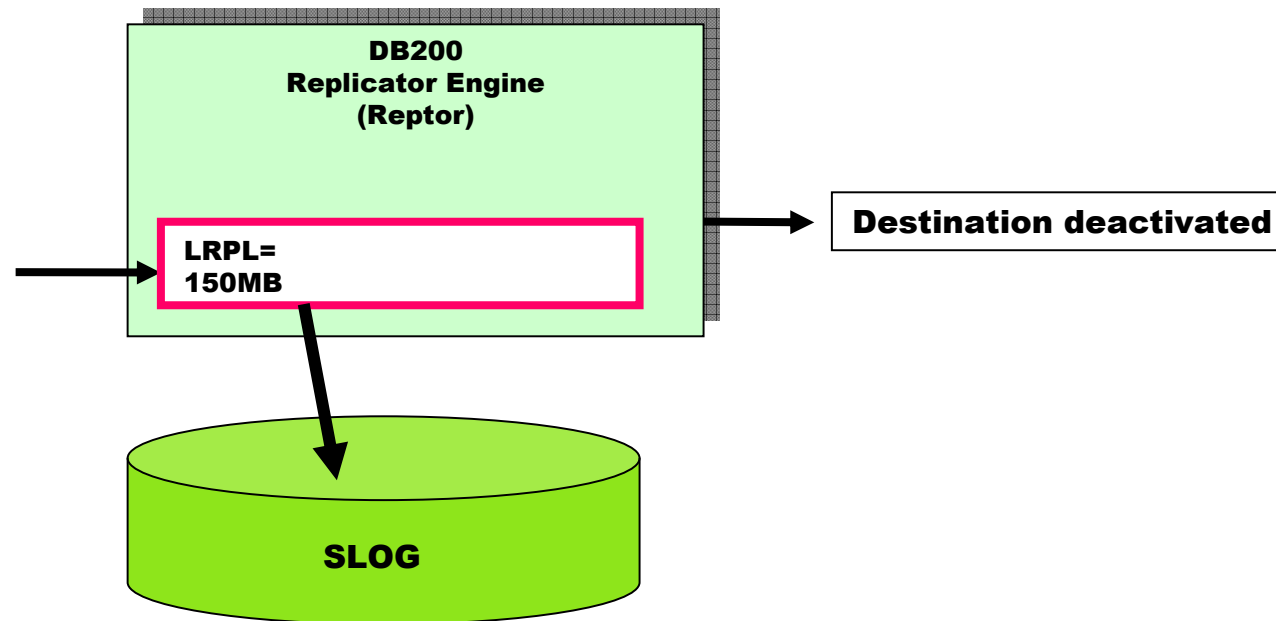 DB200
Replicator Engine
(Reptor)
Destination deactivated
LRPL=
150MB
SLOG